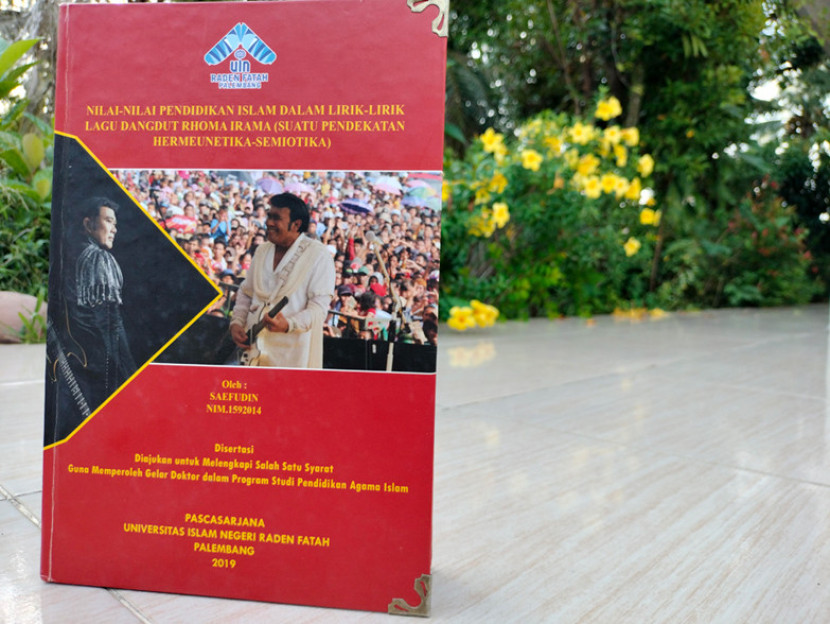 uin
RADEN FATAH
PALEMBANG
NILAI-NILAI PENDIDIKAN ISLAM DALAM LIRIK-LIRIK
LAGU DANGDUT RHOMA IRAMA (SUATU PENDEKATAN
HERMEUNETIKA-SEMIOTIKA)
Oleh :
SAEFUDIN
NIM.1592014
Disertasi
Diajukan untuk Melengkapi Salah Satu Syarat
Guna Memperoleh Gelar Doktor dalam Program Studi Pendidikan Agama Islam
PASCASARJANA
UNIVERSITAS ISLAM NEGERI RADEN FATAH
PALEMBANG
2019